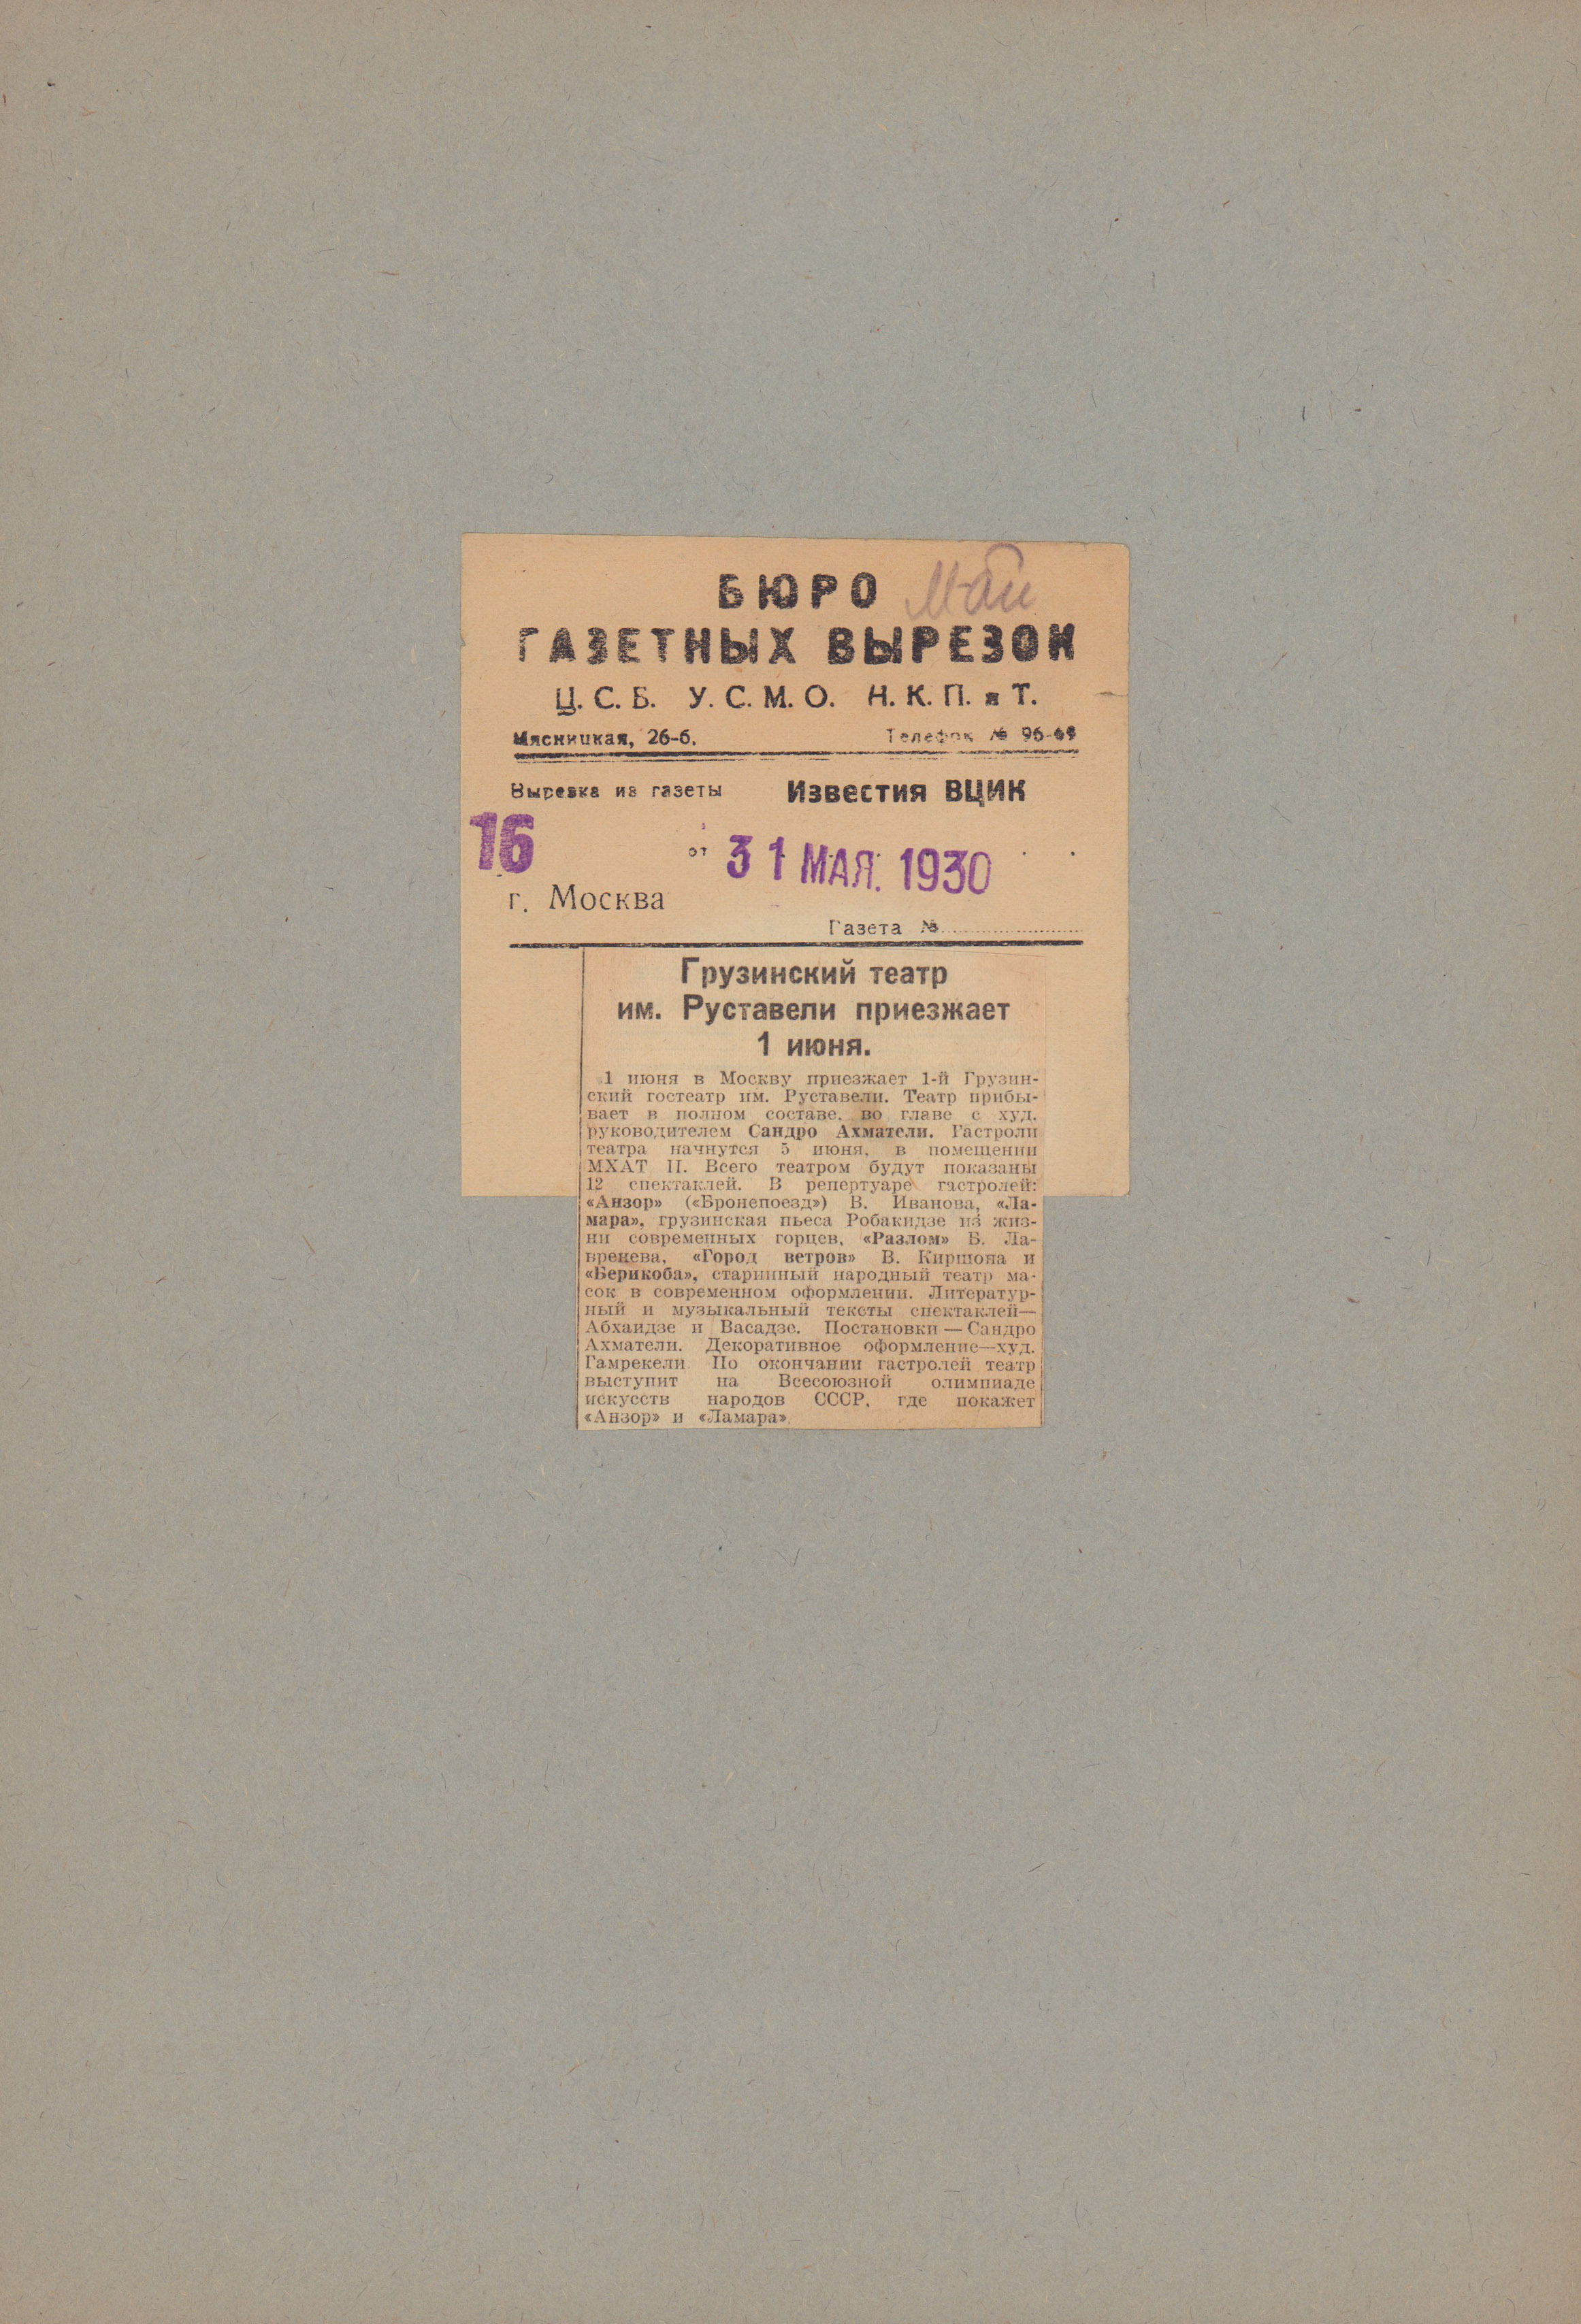 БЮРО
Май
ГАЗЕТНЫХ ВЫРЕЗОК
Ц. С. Б. У. С. М. О. Н. К. П. и Т.
Мясницкая, 26-б. Телефон №
Вырезка из газеты Известия ВЦИК
16
от 31 МАЯ. 1930
г. Москва
Газета №
Грузинский театр
им. Руставели приезжает
1 июня.
1 июня в Москву приезжает 1-й Грузин-
ский гостеатр им. Руставели. Театр прибы-
вает в полном составе, во главе с худ.
руководителем Сандро Ахматели. Гастроли
театра начнутся 5 июня, в помещении
МХАТ II. Всего театром будут показаны
12 спектаклей. В репертуаре гастролей:
«Анзор» («Бронепоезд») В. Иванова, «Ла-
мара», грузинская пьеса Робакидзе из жиз-
ни современных горцев, «Разлом» Б. Ла-
вренева, «Город ветров» В. Киршона и
«Берикоба», старинный народный театр ма-
сок в современном оформлении. Литератур-
ный и музыкальный тексты спектаклей—
Абхаидзе и Васадзе. Постановки — Сандро
Ахматели. Декоративное оформление—худ.
Гамрекели. По окончании гастролей театр
выступит на Всесоюзной олимпиаде
искусств народов СССР, где покажет
«Анзор» и «Ламара».